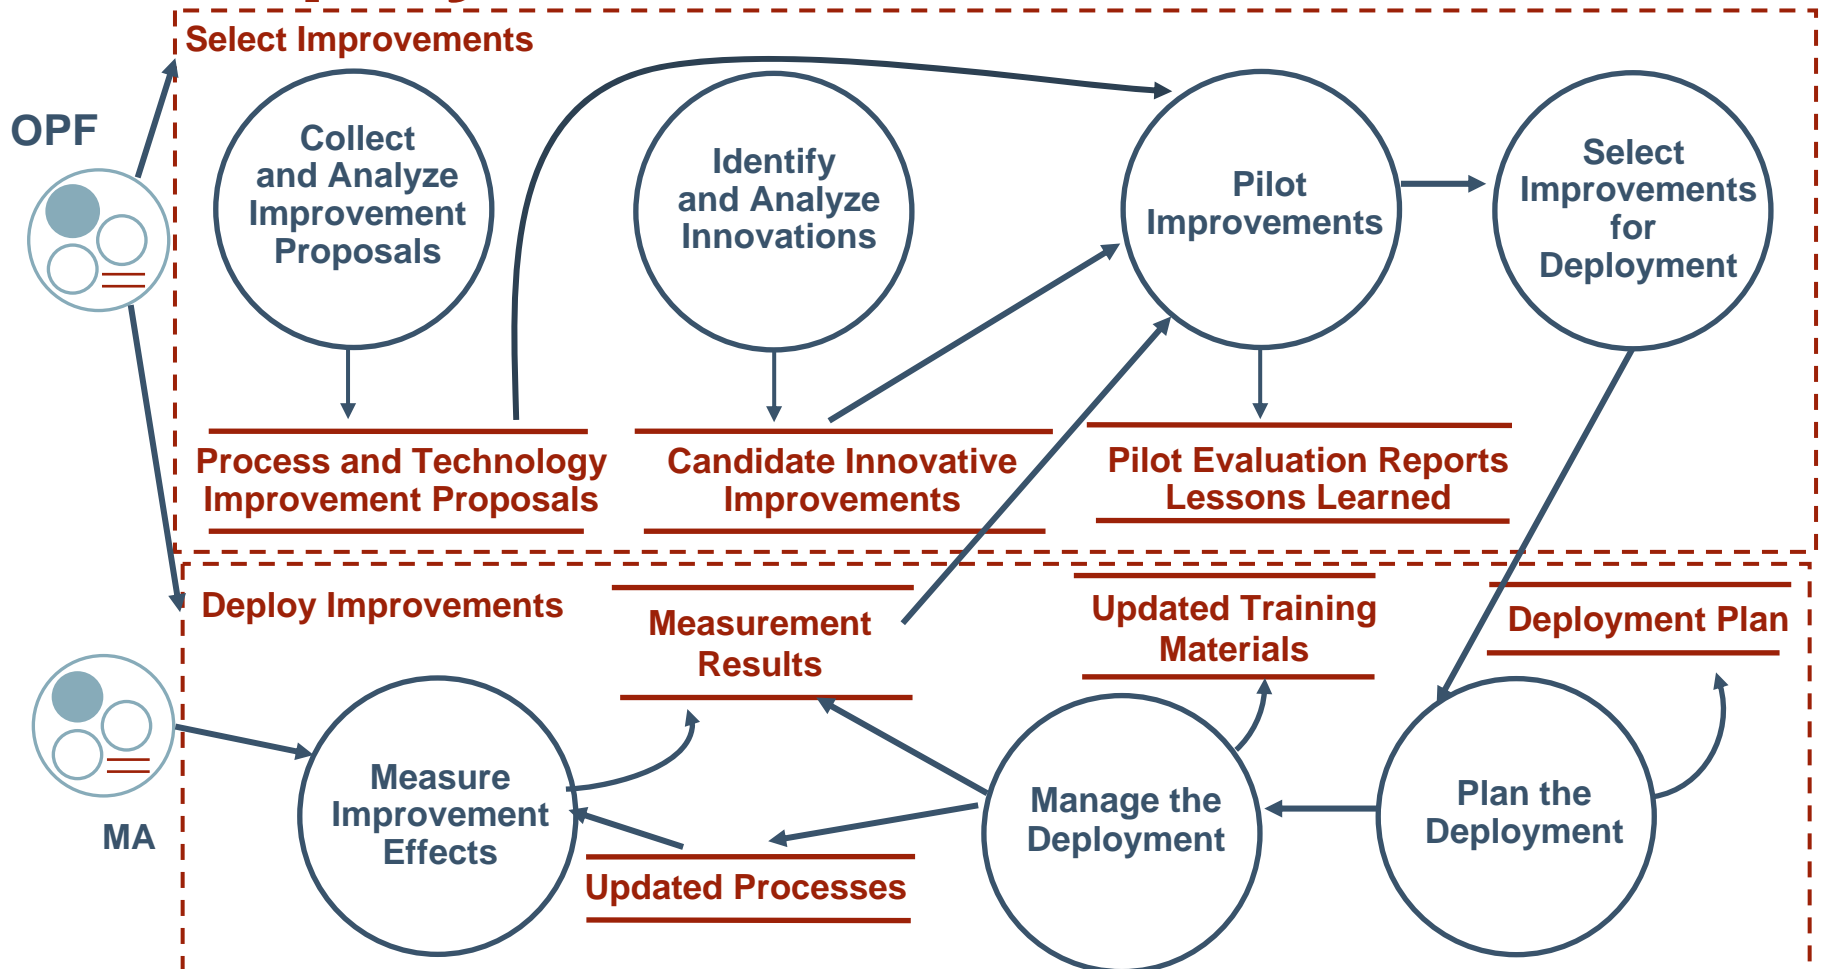 Select Improvements
OPF
Collect
and Analyze
Improvement
Proposals
Identify
and Analyze
Innovations
Pilot
Improvements
Select
Improvements
for
Deployment
Process and Technology
Improvement Proposals
Candidate Innovative
Improvements
Pilot Evaluation Reports
Lessons Learned
Deploy Improvements
Measurement
Results
Updated Training
Materials
Deployment Plan
MA
Measure
Improvement
Effects
Manage the
Deployment
Plan the
Deployment
Updated Processes